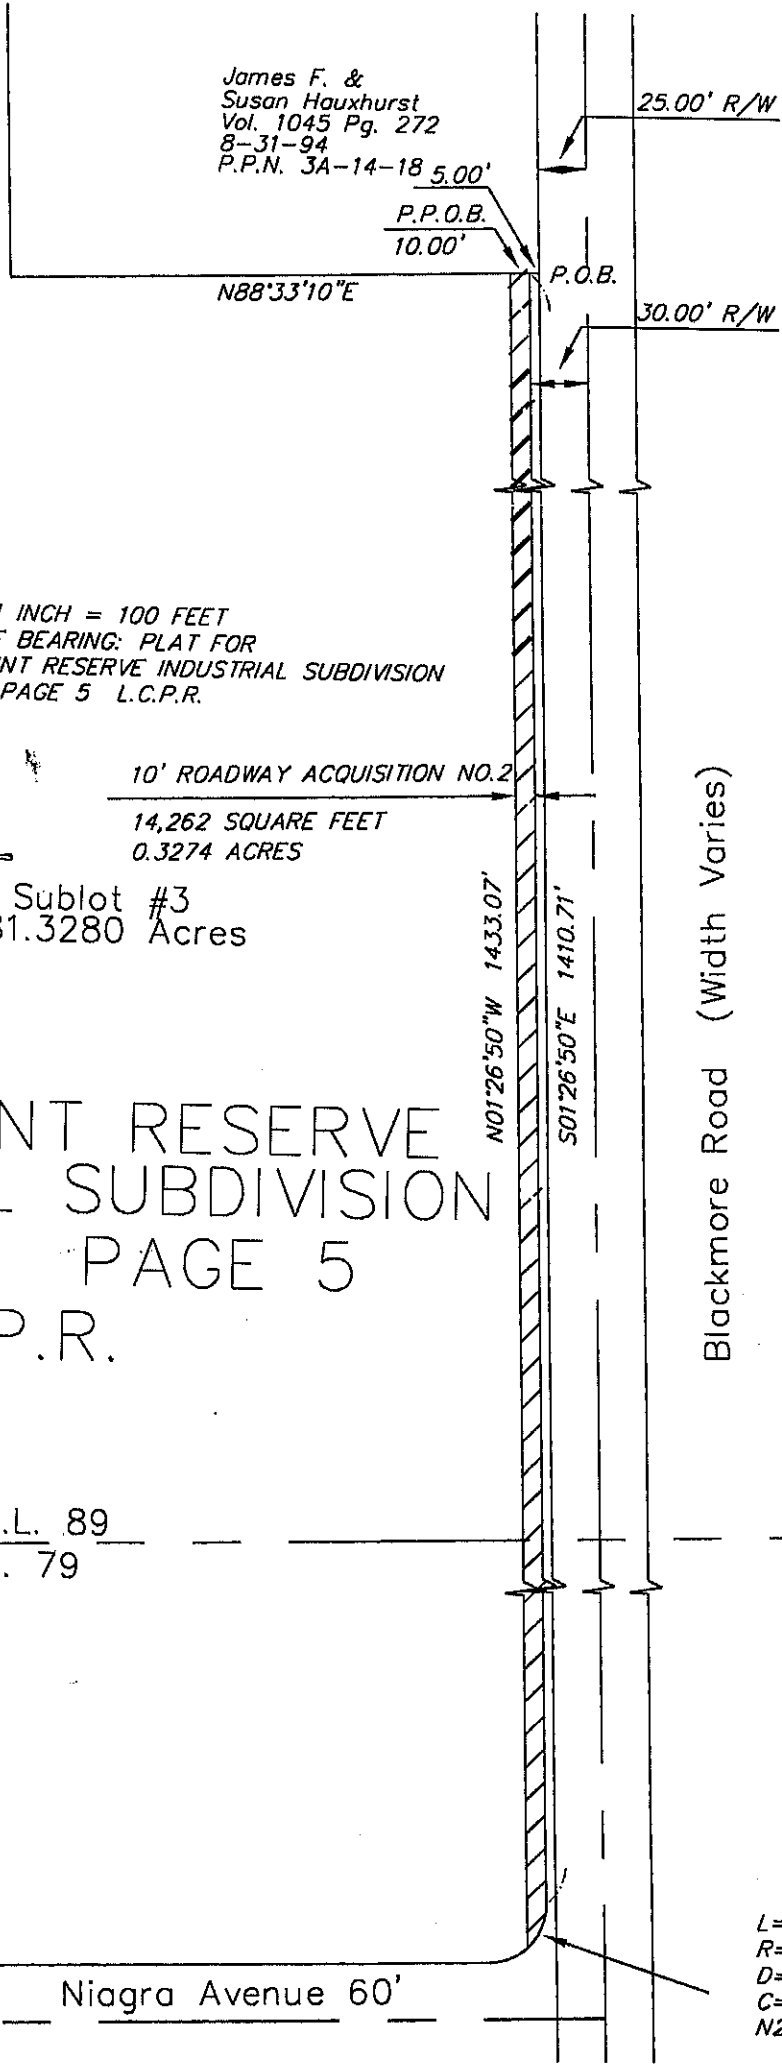 James F. &
Susan Hauxhurst
Vol. 1045 Pg. 272
8-31-94
P.P.N. 3A-14-18
5.00'
25.00' R/W
P.P.O.B.
10.00'
P.O.B.
N88°33'10"E
30.00' R/W
INCH = 100 FEET
BEARING: PLAT FOR
NT RESERVE INDUSTRIAL SUBDIVISION
PAGE 5 L.C.P.R.
10' ROADWAY ACQUISITION NO.2
14,262 SQUARE FEET
0.3274 ACRES
Sublot #3
31.3280 Acres
N01°26'50"W 1433.07'
S01°26'50"E 1410.71'
Blackmore Road (Width Varies)
NT RESERVE
SUBDIVISION
PAGE 5
P.R.
.L. 89
. 79
L=
R=
D=
C=
N2
Niagra Avenue 60'